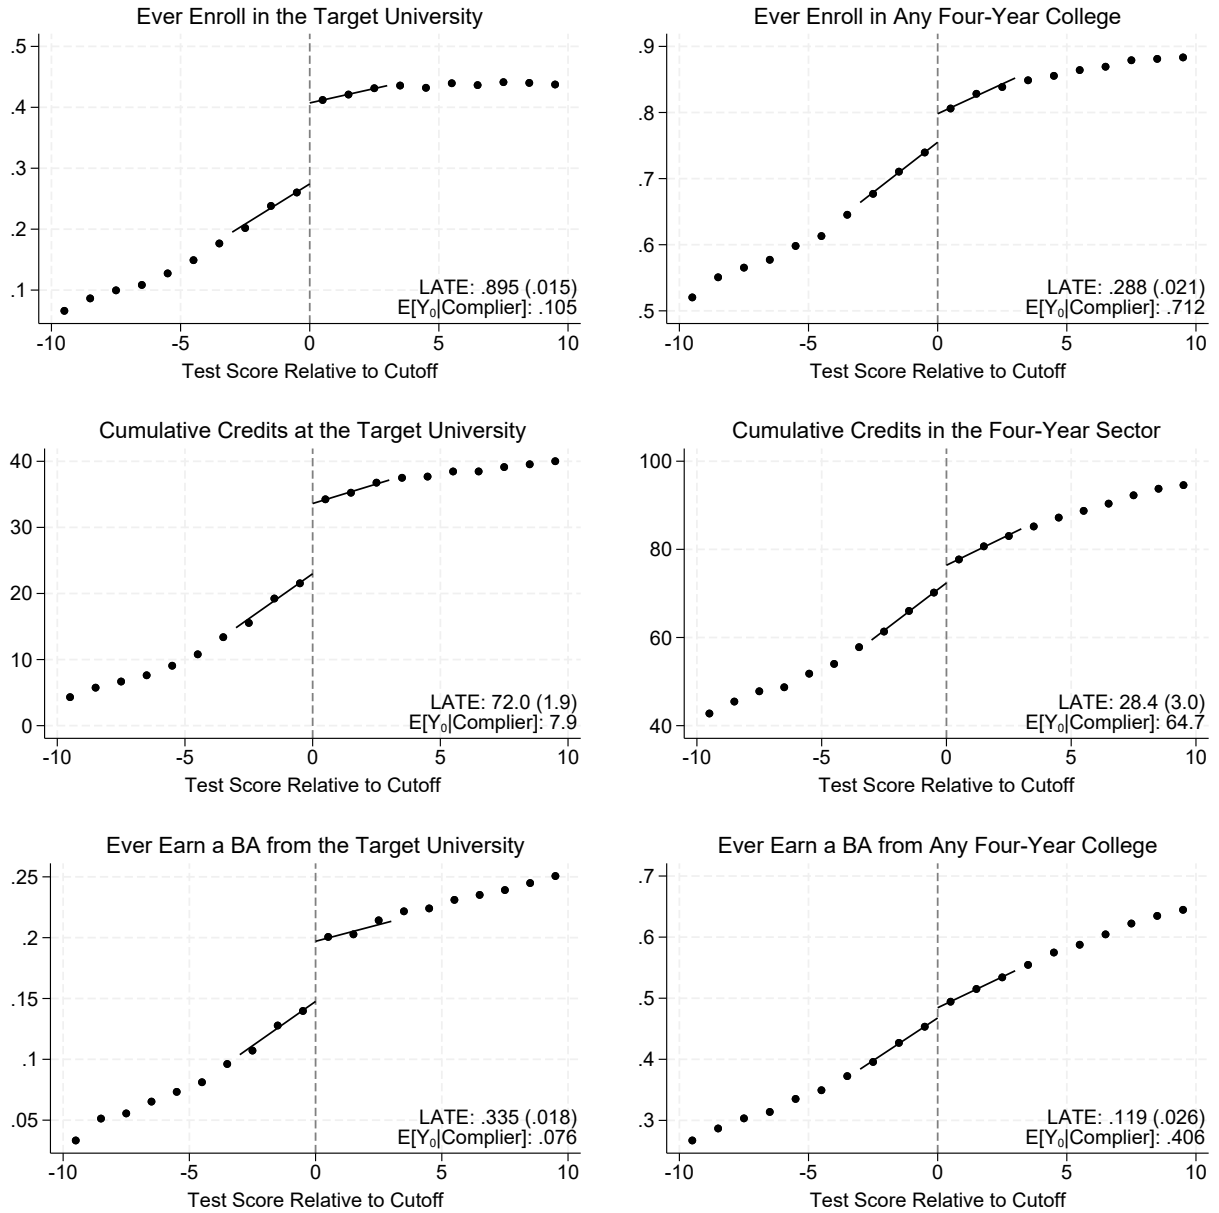 Ever Enroll in the Target University
.5
.4
.3
.2
.1
LATE: .895 (.015)
E[Y₀|Complier]: .105
-10 -5 0 5 10
Test Score Relative to Cutoff
Ever Enroll in Any Four-Year College
.9
.8
.7
.6
.5
LATE: .288 (.021)
E[Y₀|Complier]: .712
-10 -5 0 5 10
Test Score Relative to Cutoff
Cumulative Credits at the Target University
40
30
20
10
0
LATE: 72.0 (1.9)
E[Y₀|Complier]: 7.9
-10 -5 0 5 10
Test Score Relative to Cutoff
Cumulative Credits in the Four-Year Sector
100
80
60
40
LATE: 28.4 (3.0)
E[Y₀|Complier]: 64.7
-10 -5 0 5 10
Test Score Relative to Cutoff
Ever Earn a BA from the Target University
.25
.2
.15
.1
.05
LATE: .335 (.018)
E[Y₀|Complier]: .076
-10 -5 0 5 10
Test Score Relative to Cutoff
Ever Earn a BA from Any Four-Year College
.7
.6
.5
.4
.3
LATE: .119 (.026)
E[Y₀|Complier]: .406
-10 -5 0 5 10
Test Score Relative to Cutoff